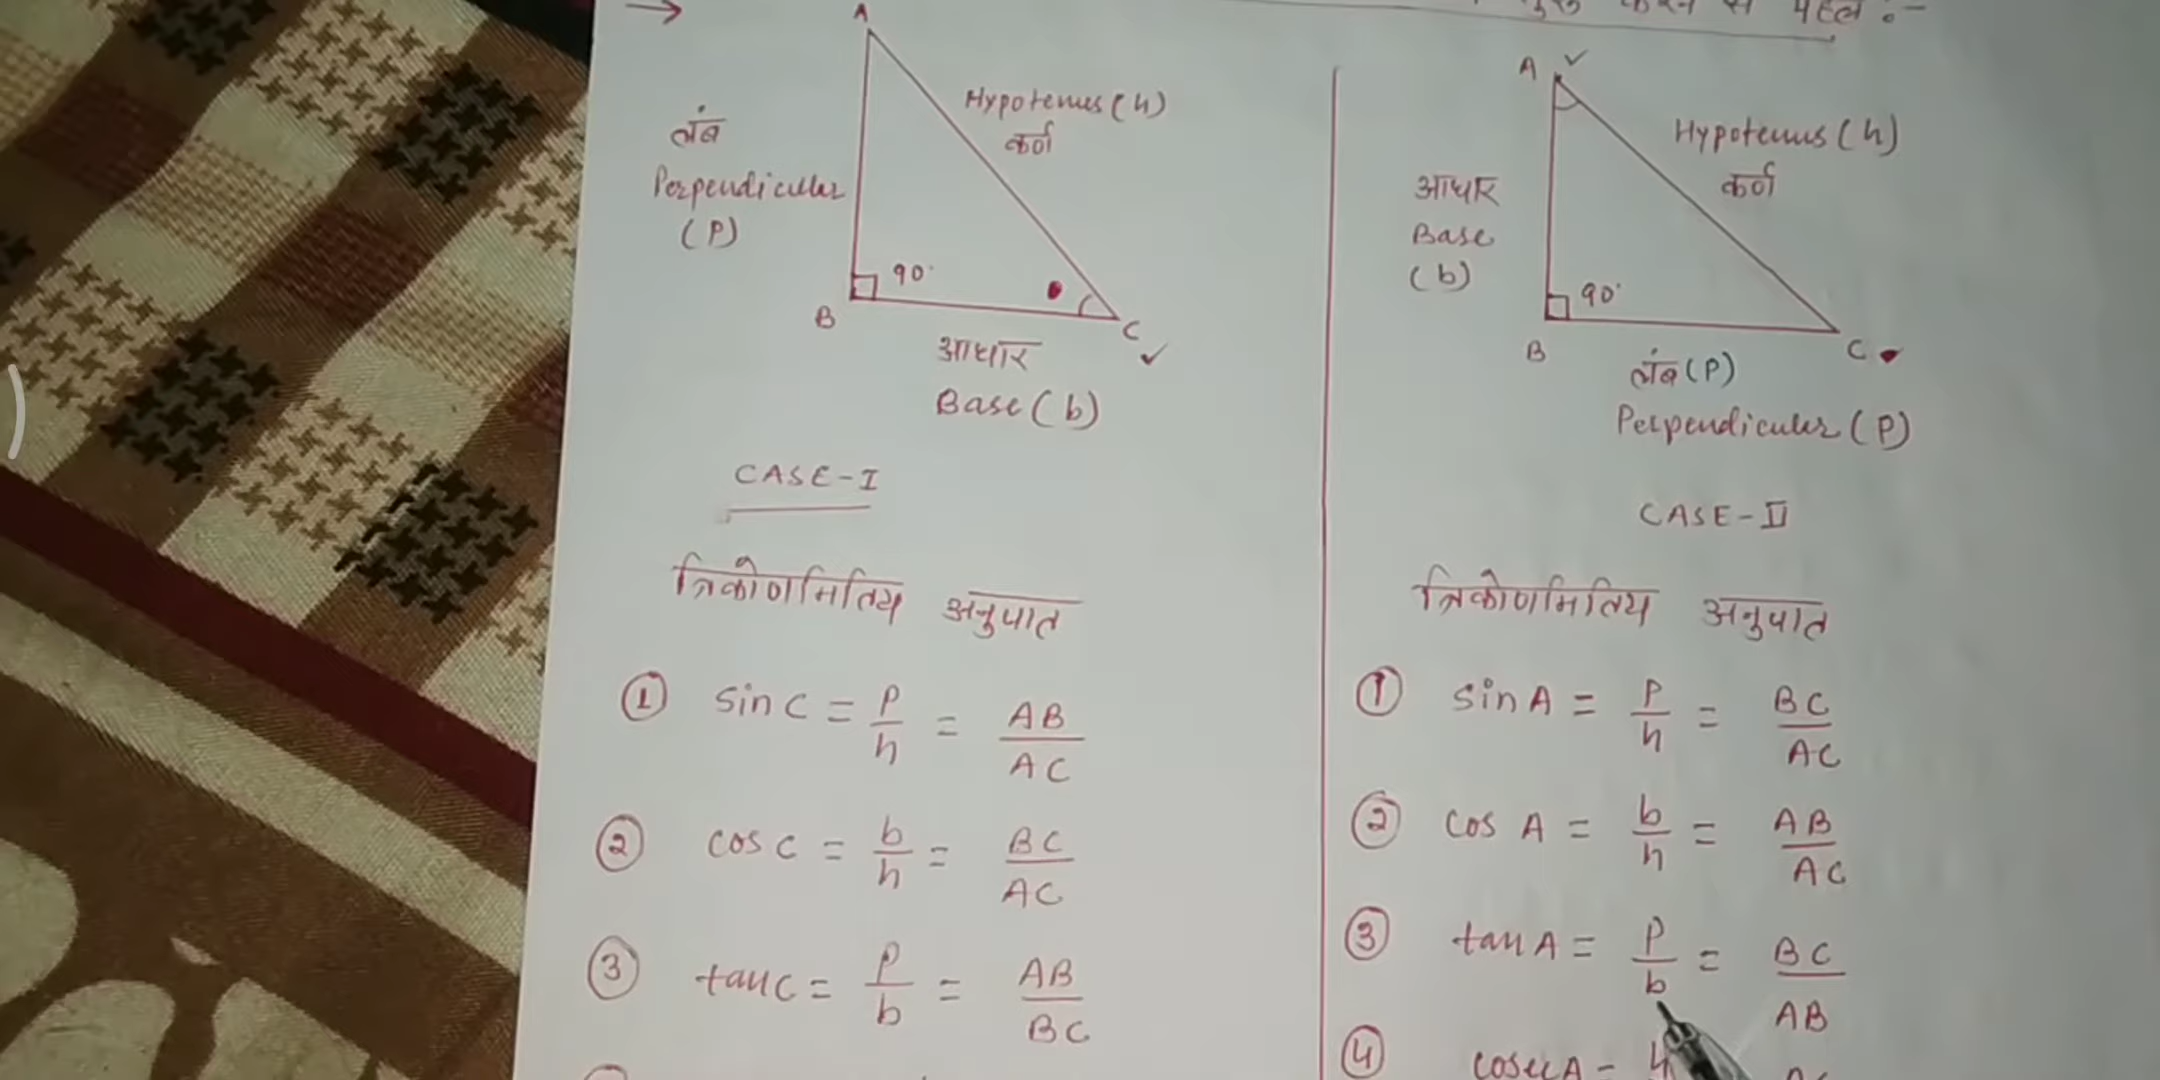 करने से पहले :-
→
A
Hypotenus (h)
कर्ण
लंब
Perpendicular
(P)
90°
B
C ✓
आधार
Base (b)
CASE-I
त्रिकोणमितिय अनुपात
① sin C = P/h = AB/AC
② cos C = b/h = BC/AC
③ tan C = P/b = AB/BC
A ✓
Hypotenus (h)
कर्ण
आधार
Base
(b)
90°
B
C
लंब (P)
Perpendicular (P)
CASE-II
त्रिकोणमितिय अनुपात
① sin A = P/h = BC/AC
② cos A = b/h = AB/AC
③ tan A = P/b = BC/AB
④ cosec A =